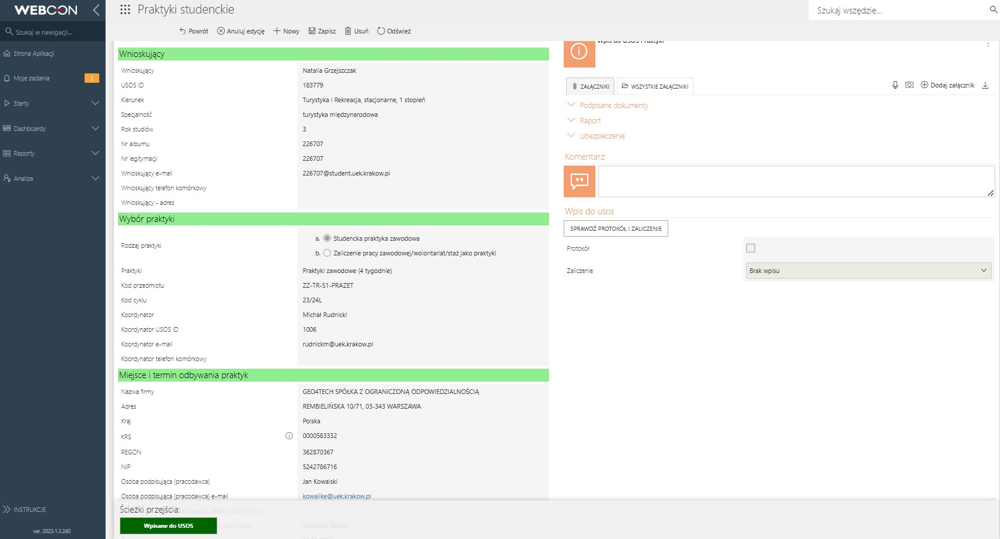 WEBCON
Szukaj w nawigacji...
Strona Aplikacji
Moje zadania
2
Starty
Dashboardy
Raporty
Analiza
INSTRUKCJE
ver. 2023.1.3.240
Praktyki studenckie
Szukaj wszędzie...
Powrót
Anuluj edycję
Nowy
Zapisz
Usuń
Odśwież
Wnioskujący
Wnioskujący Natalia Grzejszczak
USOS ID 183779
Kierunek Turystyka i Rekreacja, stacjonarne, 1 stopień
Specjalność turystyka międzynarodowa
Rok studiów 3
Nr albumu 226707
Nr legitymacji 226707
Wnioskujący e-mail 226707@student.uek.krakow.pl
Wnioskujący telefon komórkowy
Wnioskujący - adres
Wybór praktyki
Rodzaj praktyki
a. Studencka praktyka zawodowa
b. Zaliczenie pracy zawodowej/wolontariat/staż jako praktyki
Praktyki Praktyki zawodowe (4 tygodnie)
Kod przedmiotu ZZ-TR-S1-PRAZET
Kod cyklu 23/24L
Koordynator Michał Rudnicki
Koordynator USOS ID 1006
Koordynator e-mail rudnickm@uek.krakow.pl
Koordynator telefon komórkowy
Miejsce i termin odbywania praktyk
Nazwa firmy GEO4TECH SPÓŁKA Z OGRANICZONĄ ODPOWIEDZIALNOŚCIĄ
Adres REMBIELIŃSKA 10/71, 03-343 WARSZAWA
Kraj Polska
KRS 0000583332
REGON 362870367
NIP 5242786716
Osoba podpisująca (pracodawca) Jan Kowalski
Osoba podpisująca (pracodawca) e-mail kowalike@uek.krakow.pl
Ścieżki przejścia:
telefon komórkowy
stanowisko Krzysztof Nowak
Wpisane do USOS
Wpis do USOS Praktyki
ZAŁĄCZNIKI
WSZYSTKIE ZAŁĄCZNIKI
Dodaj załącznik
Podpisane dokumenty
Raport
Ubezpieczenie
Komentarz
Wpis do usos
SPRAWDŹ PROTOKÓŁ I ZALICZENIE
Protokół
Zaliczenie Brak wpisu